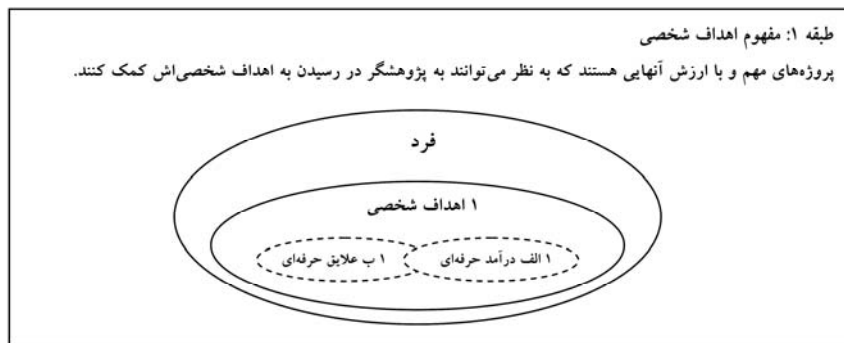 طبقه ۱: مفهوم اهداف شخصی
پروژه‌های مهم و با ارزش آنهایی هستند که به نظر می‌توانند به پژوهشگر در رسیدن به اهداف شخصی‌اش کمک کنند.
فرد
۱ اهداف شخصی
۱ الف درآمد حرفه‌ای
۱ ب علایق حرفه‌ای